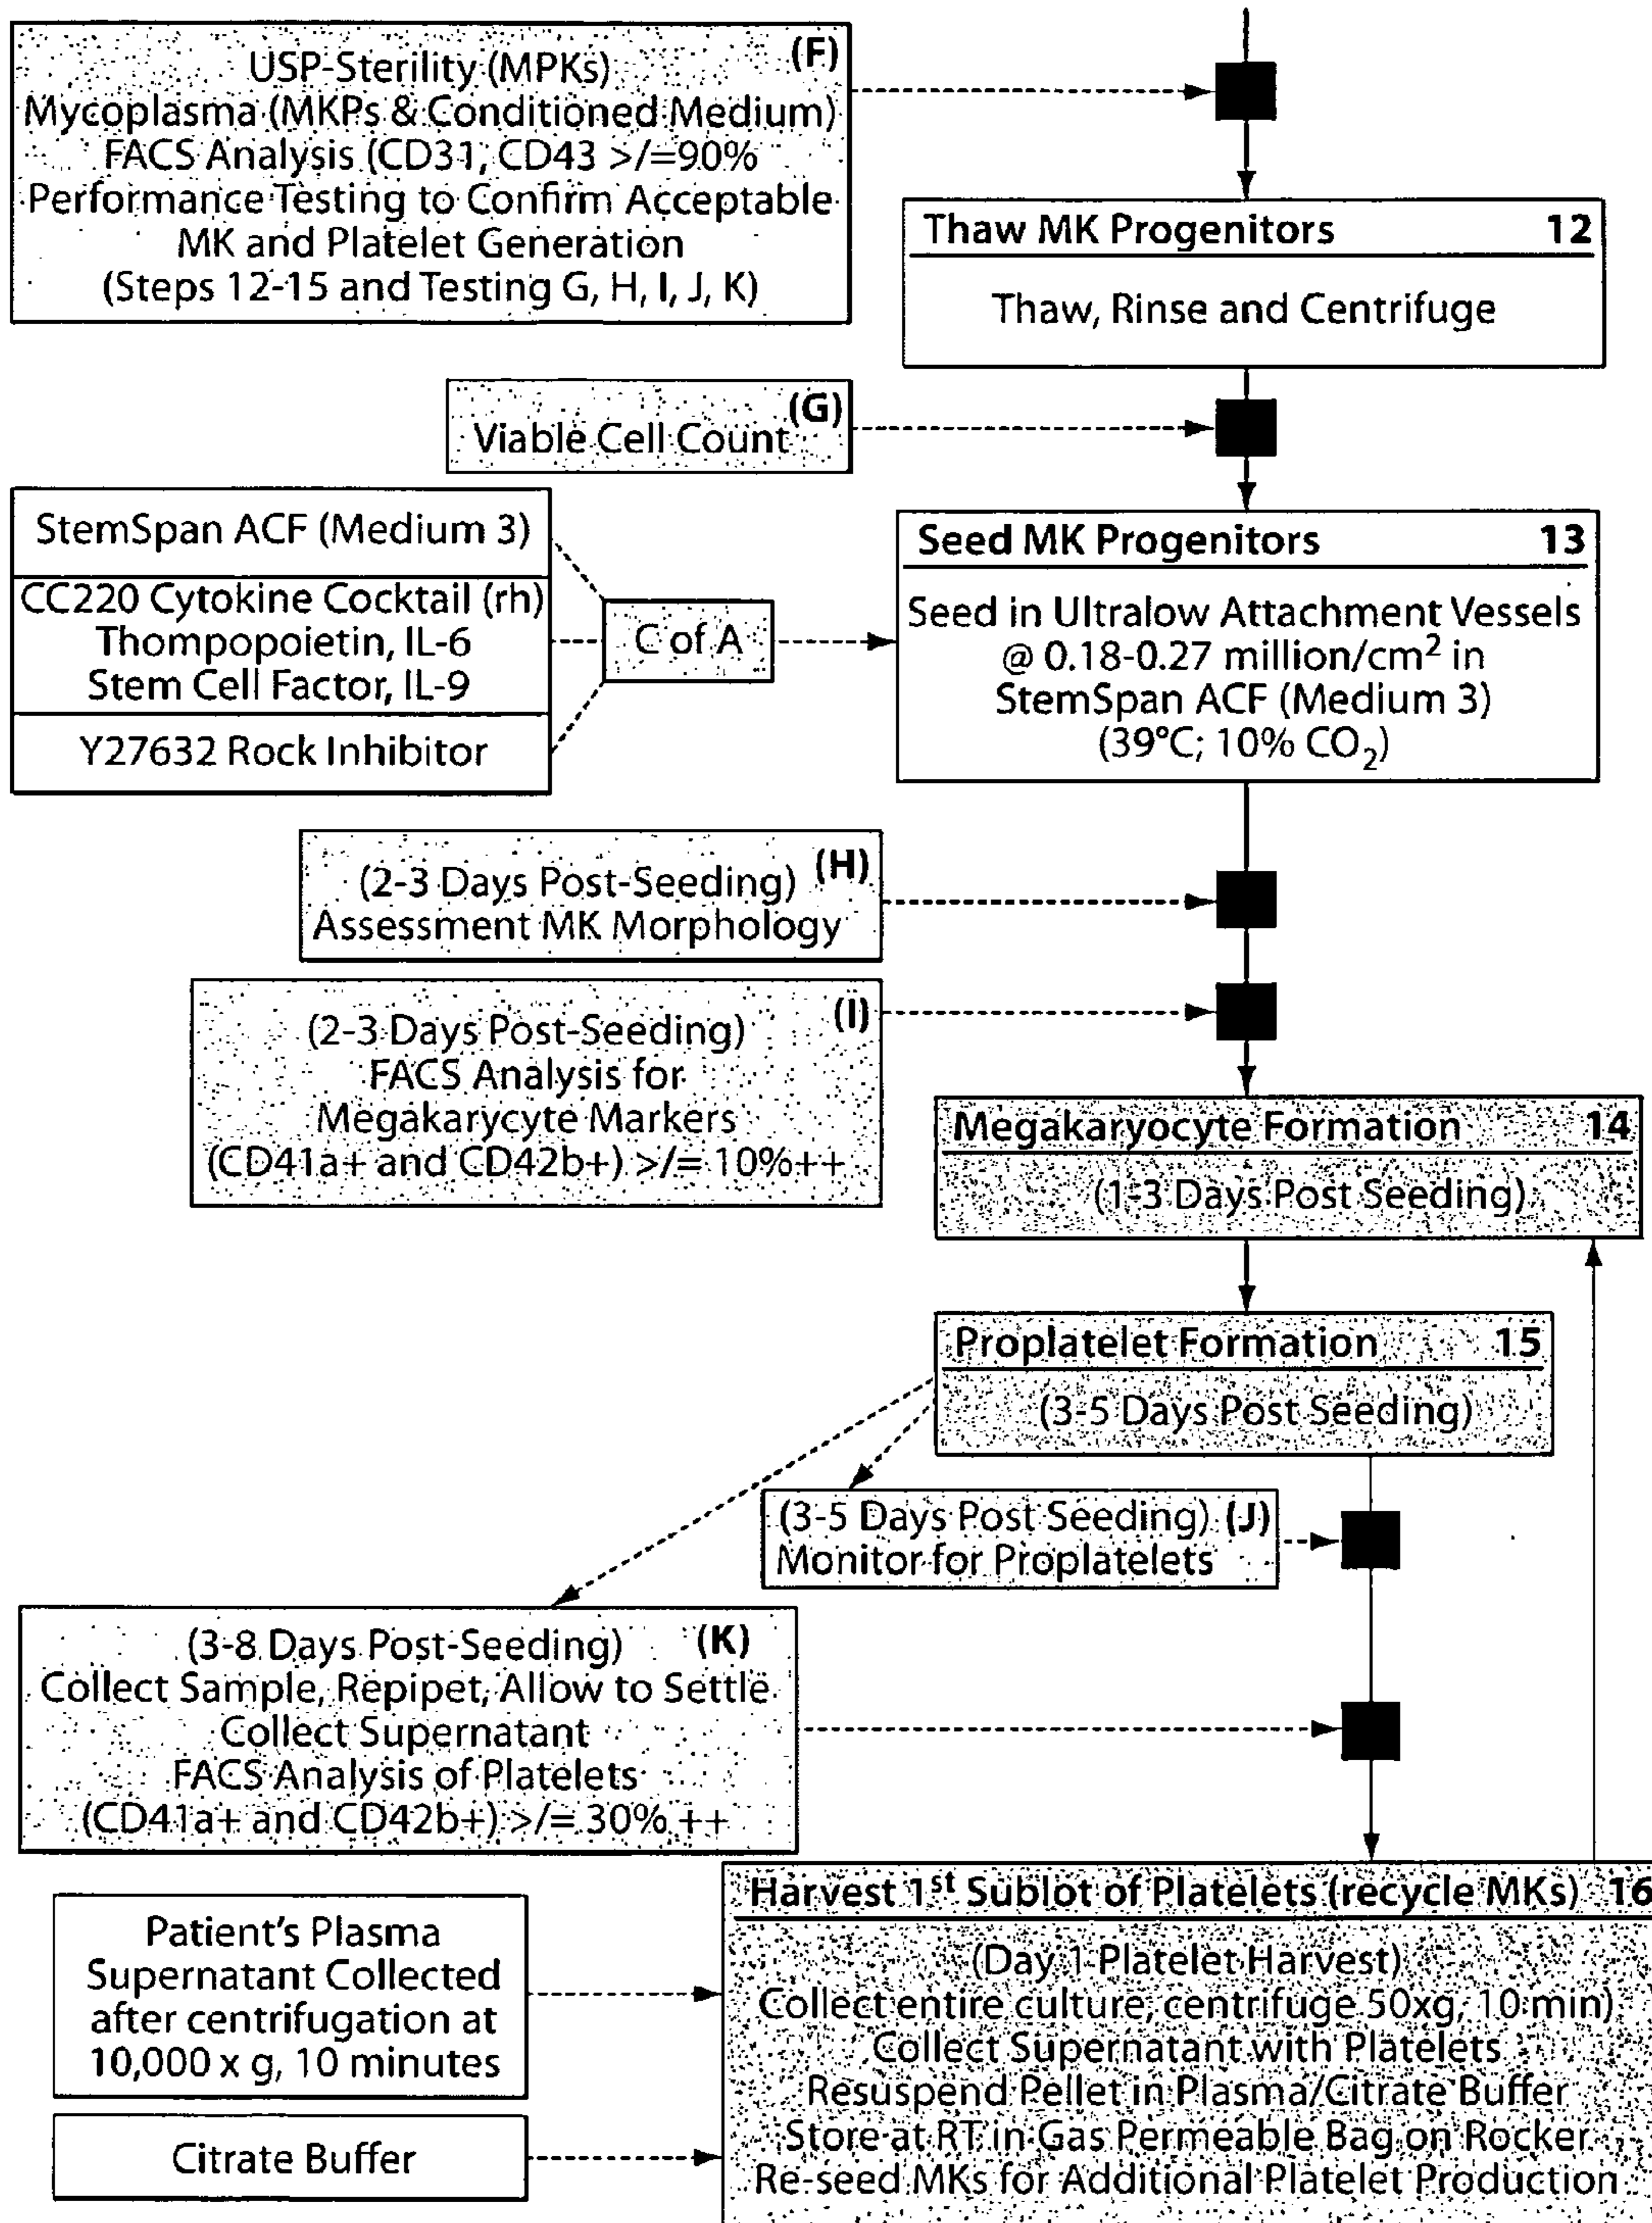 (F)
USP-Sterility (MPKs)
Mycoplasma (MKPs & Conditioned Medium)
FACS Analysis (CD31, CD43 >/=90%
Performance Testing to Confirm Acceptable
MK and Platelet Generation
(Steps 12-15 and Testing G, H, I, J, K)
Thaw MK Progenitors 12
Thaw, Rinse and Centrifuge
(G)
Viable Cell Count
StemSpan ACF (Medium 3)
CC220 Cytokine Cocktail (rh)
Thompopoietin, IL-6
Stem Cell Factor, IL-9
Y27632 Rock Inhibitor
C of A
Seed MK Progenitors 13
Seed in Ultralow Attachment Vessels
@ 0.18-0.27 million/cm² in
StemSpan ACF (Medium 3)
(39°C; 10% CO₂)
(H)
(2-3 Days Post-Seeding)
Assessment MK Morphology
(I)
(2-3 Days Post-Seeding)
FACS Analysis for
Megakarycyte Markers
(CD41a+ and CD42b+) >/= 10%++
Megakaryocyte Formation 14
(1-3 Days Post Seeding)
Proplatelet Formation 15
(3-5 Days Post Seeding)
(3-5 Days Post Seeding) (J)
Monitor for Proplatelets
(3-8 Days Post-Seeding) (K)
Collect Sample, Repipet, Allow to Settle
Collect Supernatant
FACS Analysis of Platelets
(CD41a+ and CD42b+) >/= 30% ++
Patient's Plasma
Supernatant Collected
after centrifugation at
10,000 x g, 10 minutes
Citrate Buffer
Harvest 1st Sublot of Platelets (recycle MKs) 16
(Day 1 Platelet Harvest)
Collect entire culture, centrifuge 50xg, 10 min)
Collect Supernatant with Platelets
Resuspend Pellet in Plasma/Citrate Buffer
Store at RT in Gas Permeable Bag on Rocker
Re-seed MKs for Additional Platelet Production